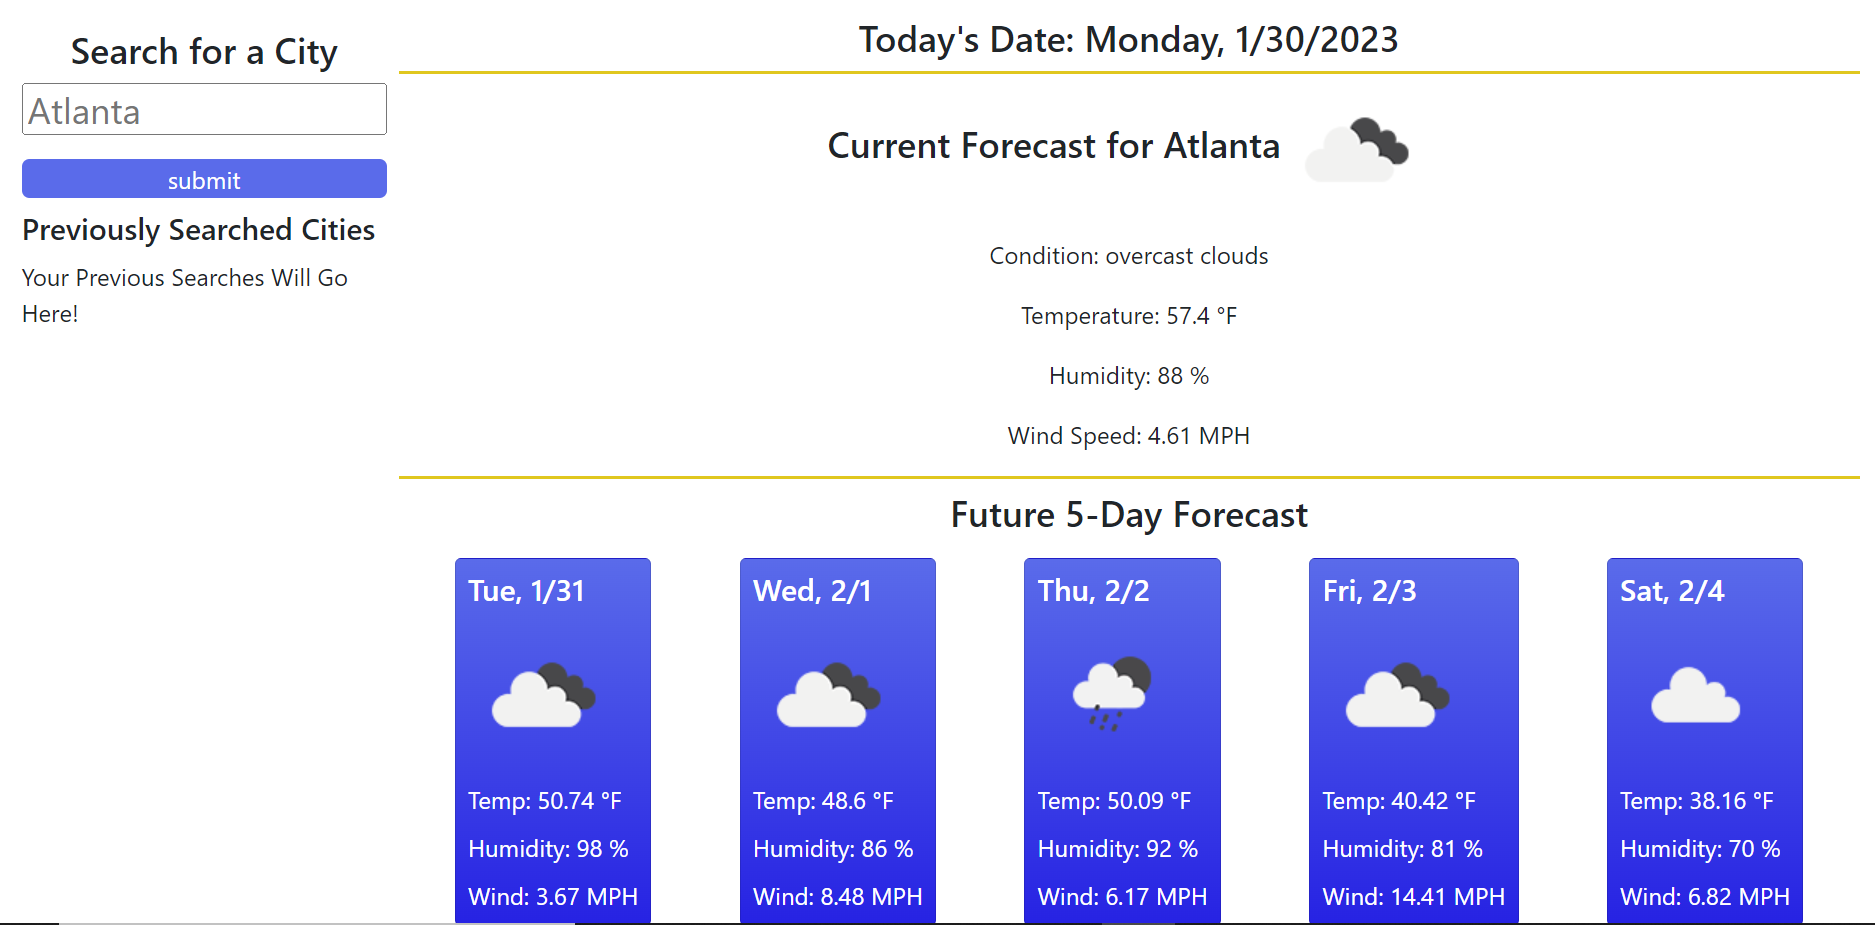 Search for a City
Atlanta
submit
Previously Searched Cities
Your Previous Searches Will Go
Here!
Today's Date: Monday, 1/30/2023
Current Forecast for Atlanta
Condition: overcast clouds
Temperature: 57.4 °F
Humidity: 88 %
Wind Speed: 4.61 MPH
Future 5-Day Forecast
Tue, 1/31
Temp: 50.74 °F
Humidity: 98 %
Wind: 3.67 MPH
Wed, 2/1
Temp: 48.6 °F
Humidity: 86 %
Wind: 8.48 MPH
Thu, 2/2
Temp: 50.09 °F
Humidity: 92 %
Wind: 6.17 MPH
Fri, 2/3
Temp: 40.42 °F
Humidity: 81 %
Wind: 14.41 MPH
Sat, 2/4
Temp: 38.16 °F
Humidity: 70 %
Wind: 6.82 MPH